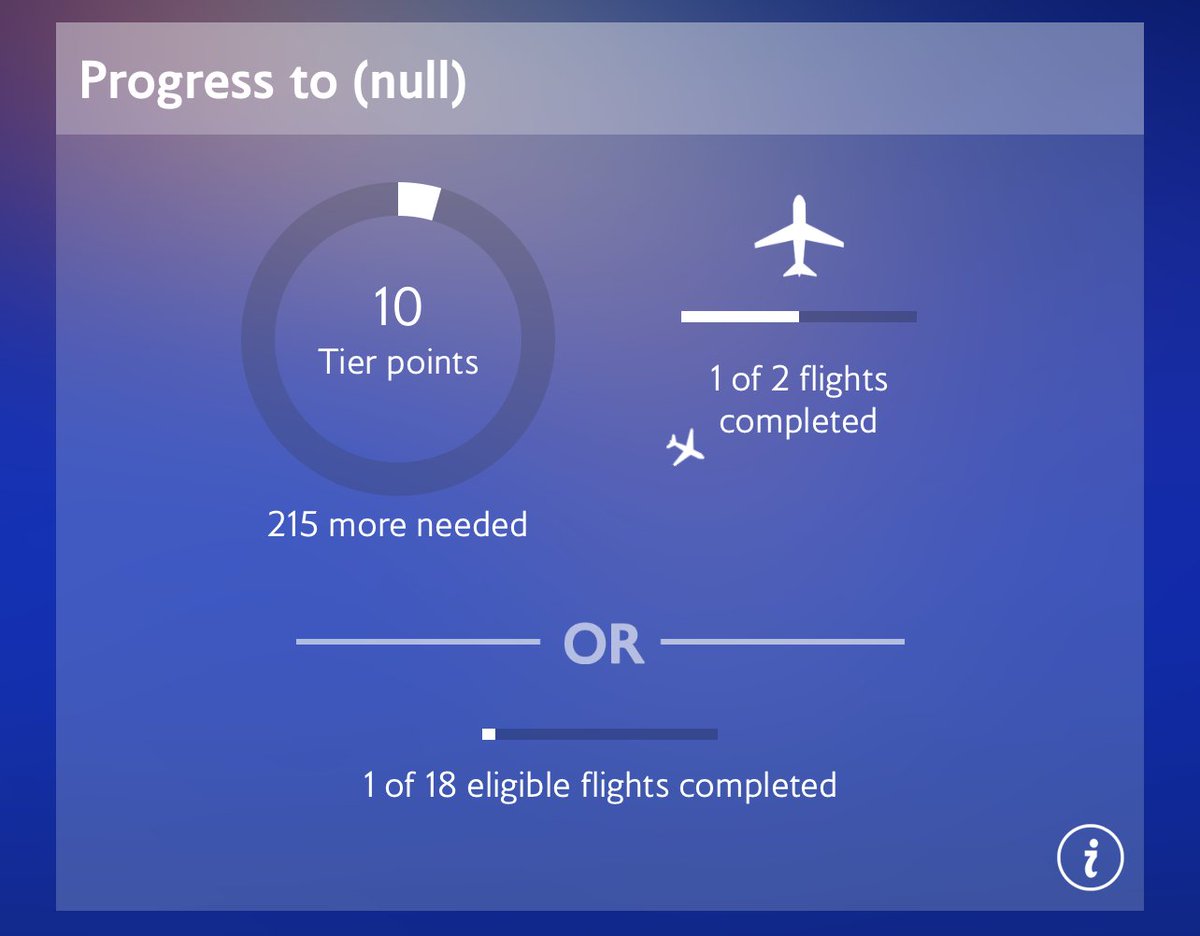 Progress to (null)
10
Tier points
215 more needed
1 of 2 flights
completed
OR
1 of 18 eligible flights completed
i